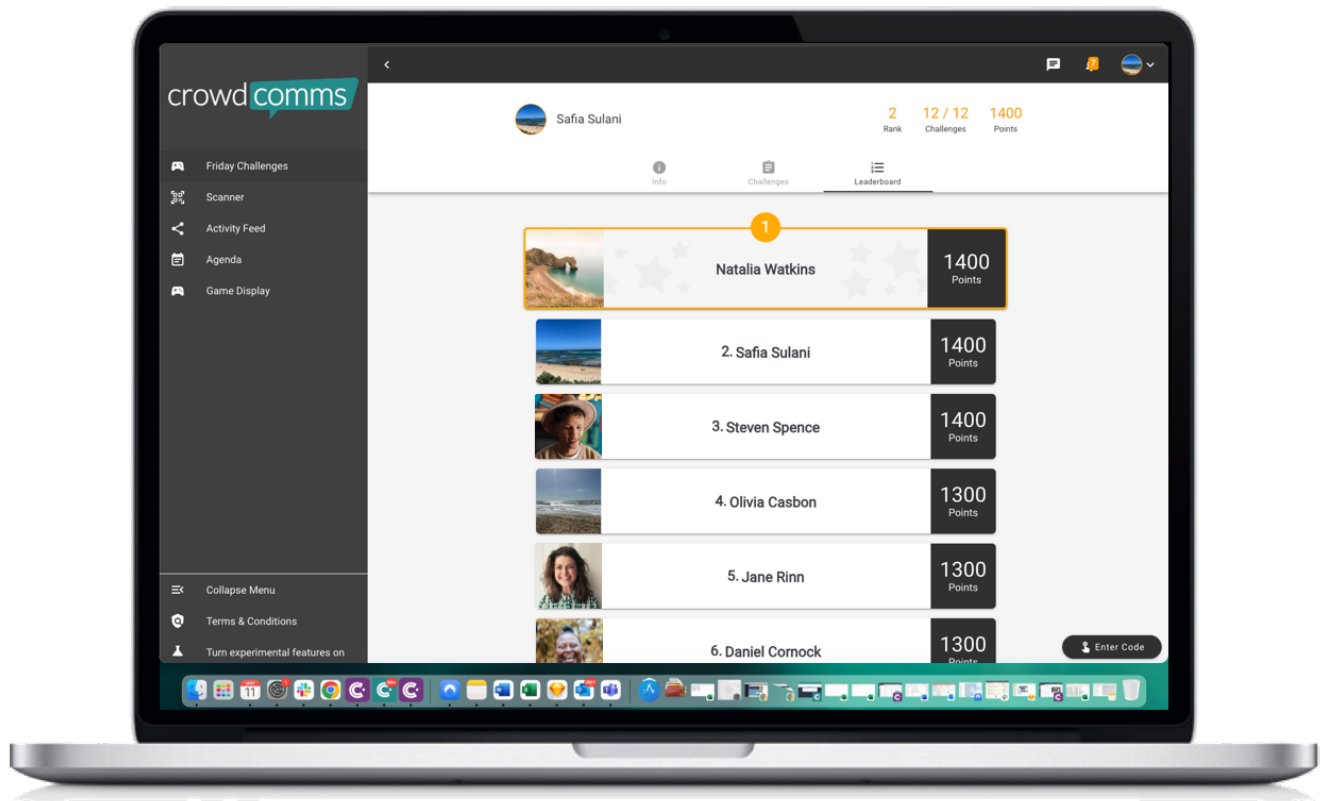 crowdcomms
Friday Challenges
Scanner
Activity Feed
Agenda
Game Display
Collapse Menu
Terms & Conditions
Turn experimental features on
7
Safia Sulani
2
Rank
12 / 12
Challenges
1400
Points
Info
Challenges
Leaderboard
1
Natalia Watkins
1400
Points
2. Safia Sulani
1400
Points
3. Steven Spence
1400
Points
4. Olivia Casbon
1300
Points
5. Jane Rinn
1300
Points
6. Daniel Cornock
1300
Points
Enter Code
11